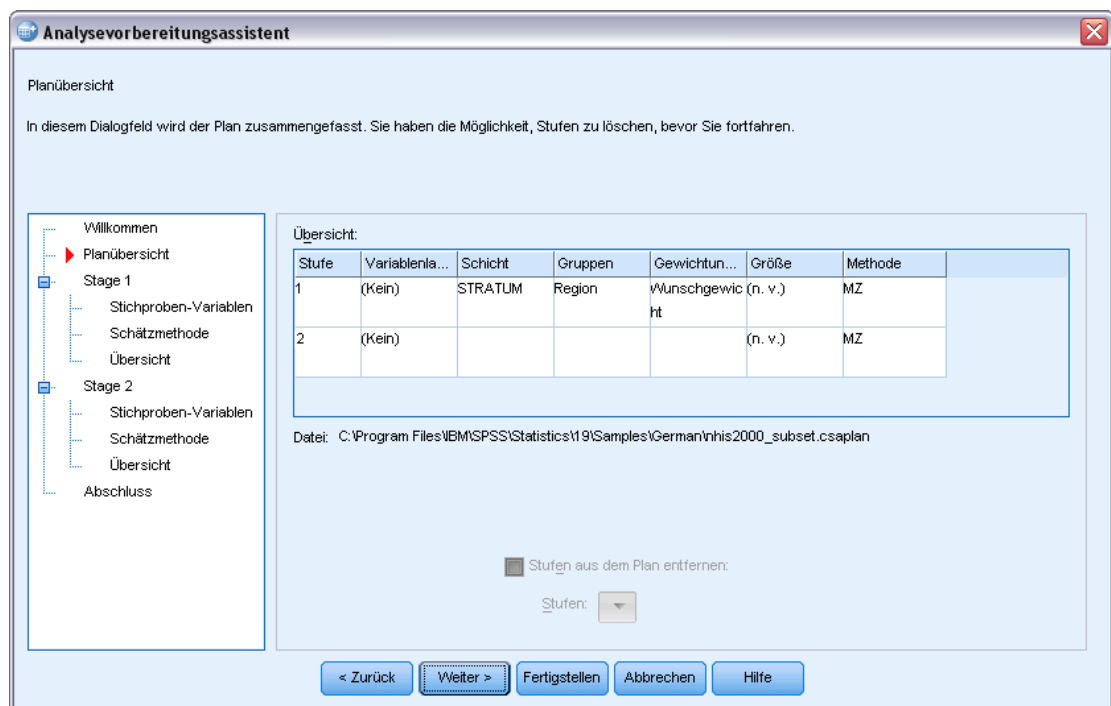 Analysevorbereitungsassistent
Planübersicht
In diesem Dialogfeld wird der Plan zusammengefasst. Sie haben die Möglichkeit, Stufen zu löschen, bevor Sie fortfahren.
Willkommen
Planübersicht
Stage 1
Stichproben-Variablen
Schätzmethode
Übersicht
Stage 2
Stichproben-Variablen
Schätzmethode
Übersicht
Abschluss
Übersicht:
Stufe Variablenla... Schicht Gruppen Gewichtun... Größe Methode
1 (Kein) STRATUM Region Wunschgewic (n. v.) MZ
ht
2 (Kein) (n. v.) MZ
Datei: C:\Program Files\IBM\SPSS\Statistics\19\Samples\German\nhis2000_subset.csaplan
Stufen aus dem Plan entfernen:
Stufen:
< Zurück Weiter > Fertigstellen Abbrechen Hilfe